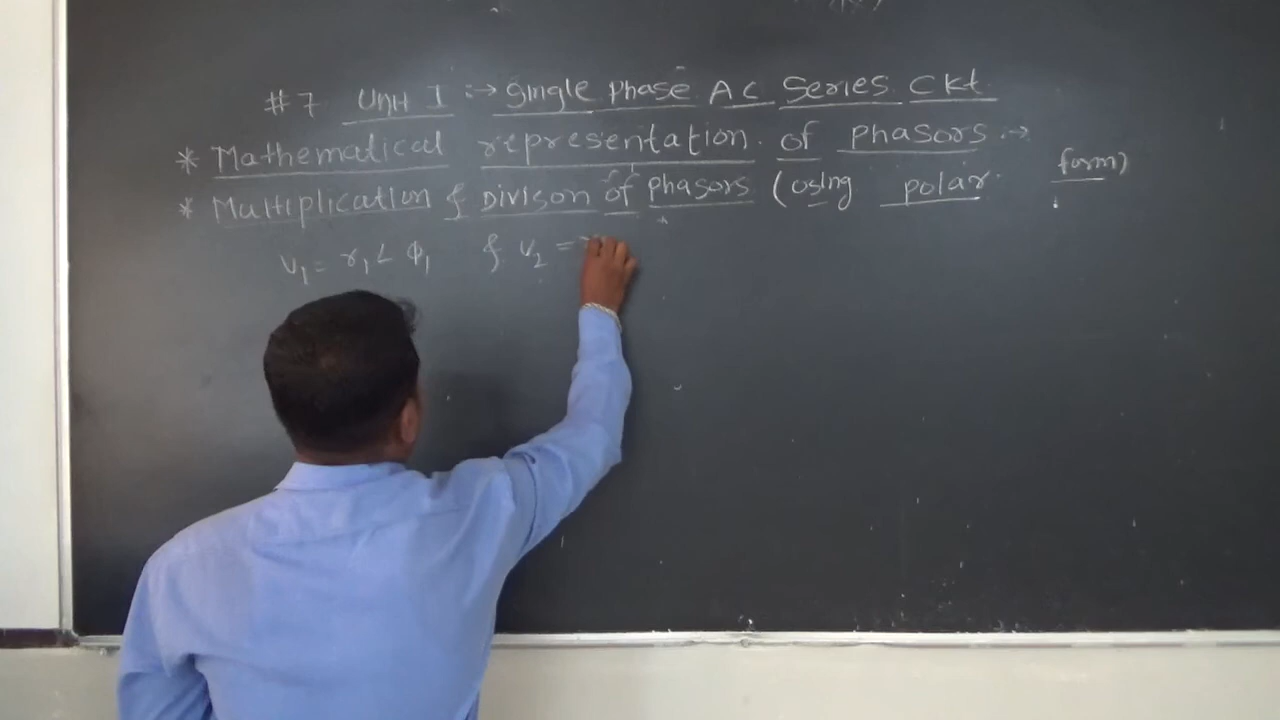 #7 Unit I :→ Single Phase AC Series Ckt
* Mathematical representation of phasors :→
* Multiplication & Divison of Phasors (using polar form)
V₁ = r₁ ∠ Φ₁ & V₂ =